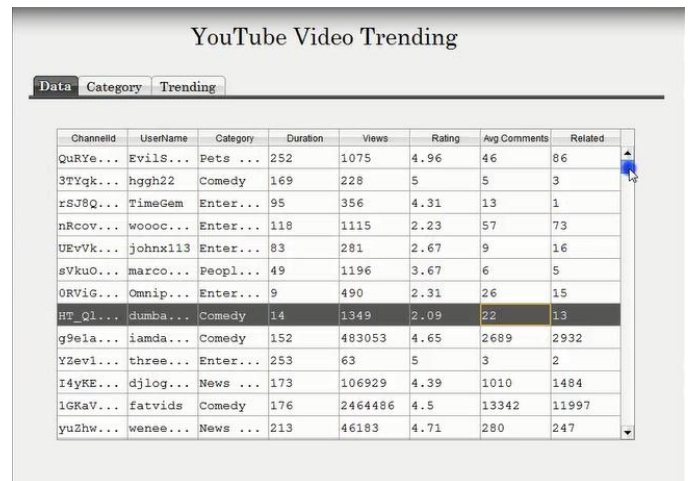 YouTube Video Trending
Data Category Trending
ChannelId UserName Category Duration Views Rating Avg Comments Related
QuRYe... EvilS... Pets ... 252 1075 4.96 46 86
3TYqk... hggh22 Comedy 169 228 5 5 3
rSJ8Q... TimeGem Enter... 95 356 4.31 13 1
nRcov... woooc... Enter... 118 1115 2.23 57 73
UEvVk... johnx113 Enter... 83 281 2.67 9 16
sVkuO... marco... Peopl... 49 1196 3.67 6 5
0RViG... Omnip... Enter... 9 490 2.31 26 15
HT_Ql... dumba... Comedy 14 1349 2.09 22 13
g9e1a... iamda... Comedy 152 483053 4.65 2689 2932
YZev1... three... Enter... 253 63 5 3 2
I4yKE... djlog... News ... 173 106929 4.39 1010 1484
1GKaV... fatvids Comedy 176 2464486 4.5 13342 11997
yuZhw... wenee... News ... 213 46183 4.71 280 247